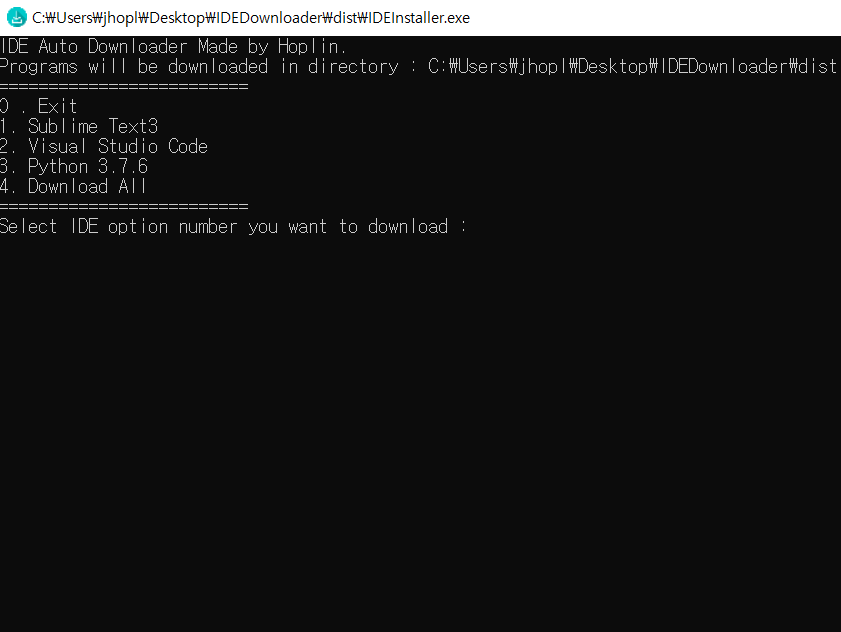 C:₩Users₩jhopl₩Desktop₩IDEDownloader₩dist₩IDEInstaller.exe
IDE Auto Downloader Made by Hoplin.
Programs will be downloaded in directory : C:₩Users₩jhopl₩Desktop₩IDEDownloader₩dist
=========================
0 . Exit
1. Sublime Text3
2. Visual Studio Code
3. Python 3.7.6
4. Download All
=========================
Select IDE option number you want to download :